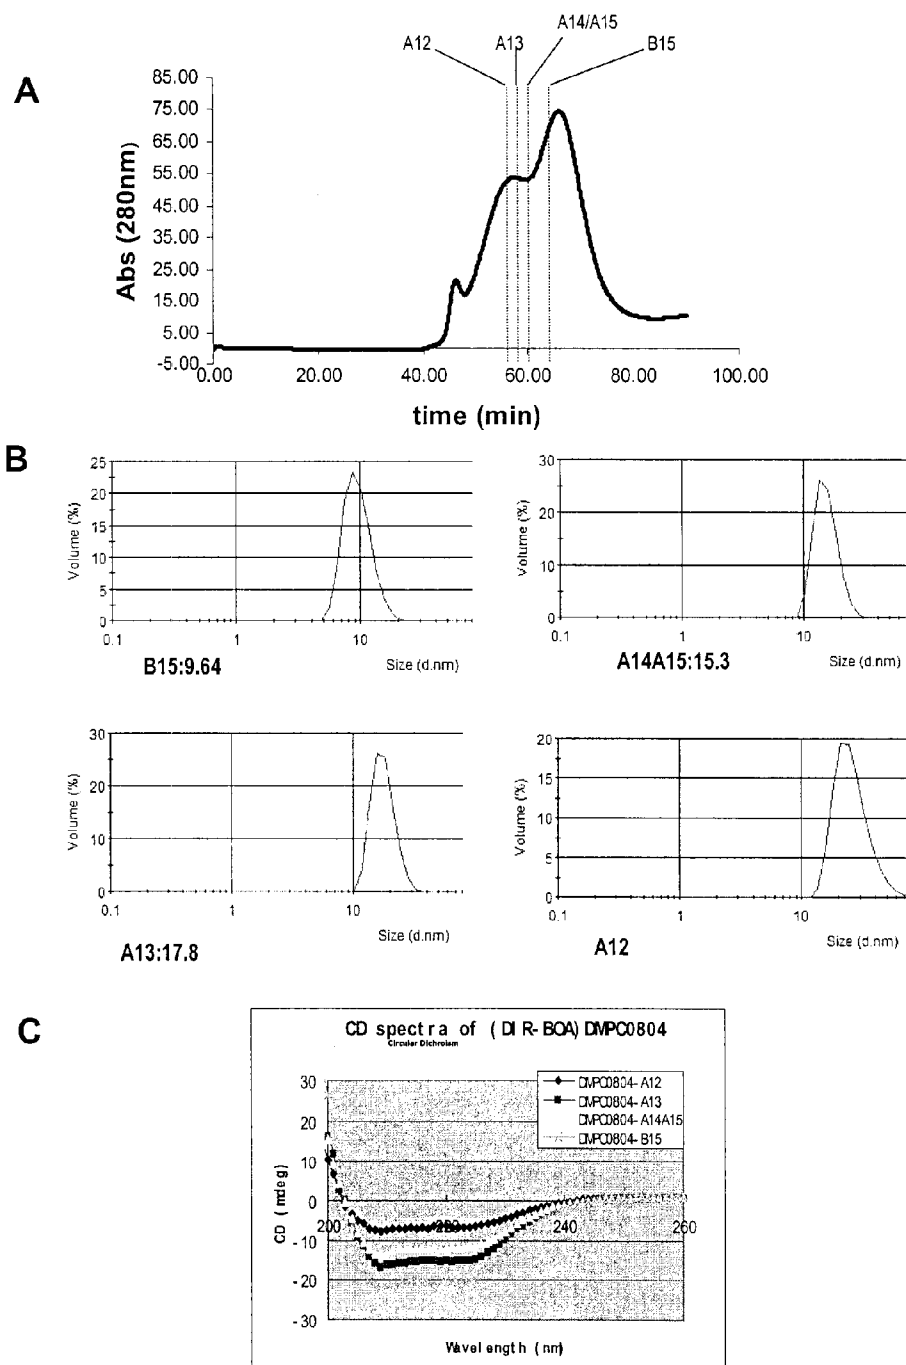 A14/A15
A12 A13 B15
A
85.00
75.00
65.00
55.00
45.00
35.00
25.00
15.00
5.00
-5.00
Abs (280nm)
0.00 20.00 40.00 60.00 80.00 100.00
time (min)
B
25
20
15
10
5
0
Volume (%)
0.1 1 10
Size (d.nm)
B15:9.64
30
20
10
0
Volume (%)
0.1 1 10
Size (d.nm)
A14A15:15.3
30
20
10
0
Volume (%)
0.1 1 10
Size (d.nm)
A13:17.8
20
15
10
5
0
Volume (%)
0.1 1 10
Size (d.nm)
A12
C
CD spectra of (DIR-BOA) DMPC0804
Circular Dichroism
DMPC0804-A12
DMPC0804-A13
DMPC0804-A14A15
DMPC0804-B15
30
20
10
0
-10
-20
-30
CD (mdeg)
200 220 240 260
Wavelength (nm)